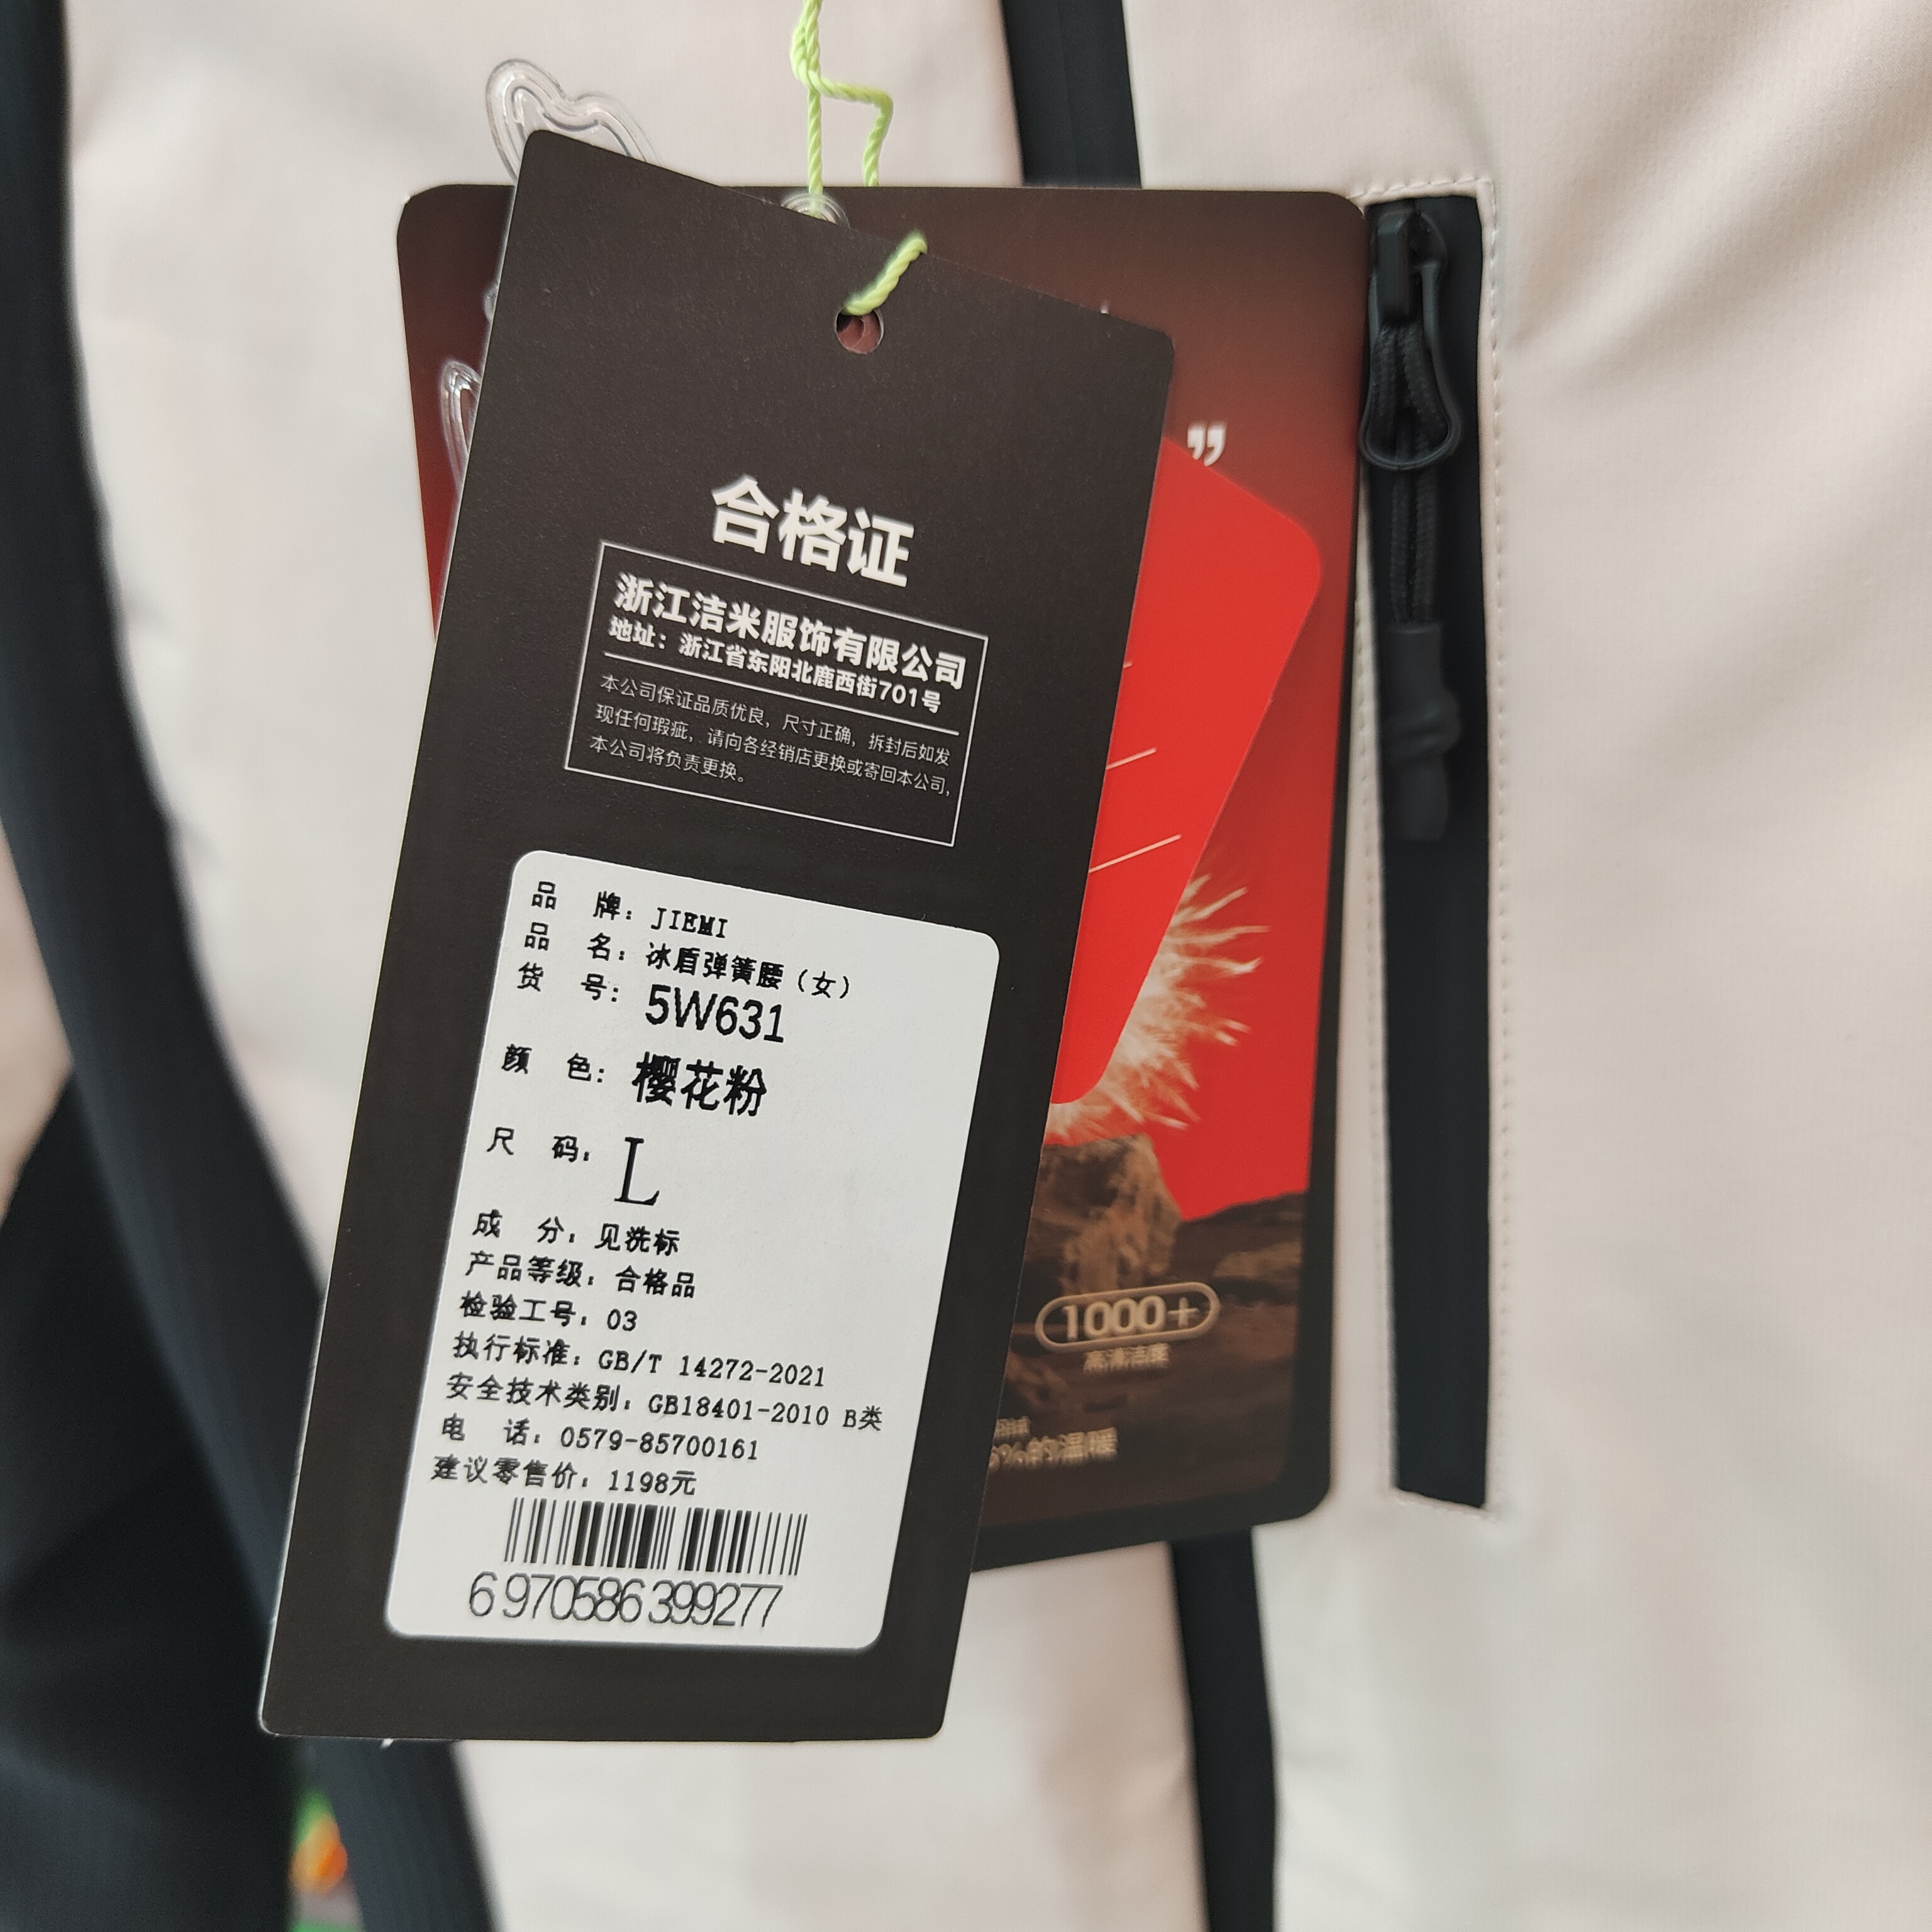 合格证
浙江洁米服饰有限公司
地址：浙江省东阳北鹿西街701号
本公司保证品质优良，尺寸正确，拆封后如发
现任何瑕疵，请向各经销店更换或寄回本公司，
本公司将负责更换。
品 牌：JIEMI
品 名：冰盾弹簧腰（女）
货 号：5W631
颜 色：樱花粉
尺 码：L
成 分：见洗标
产品等级：合格品
检验工号：03
执行标准：GB/T 14272-2021
安全技术类别：GB18401-2010 B类
电 话：0579-85700161
建议零售价：1198元
6 970586 399277
”
1000+
高清洁度
%的温暖